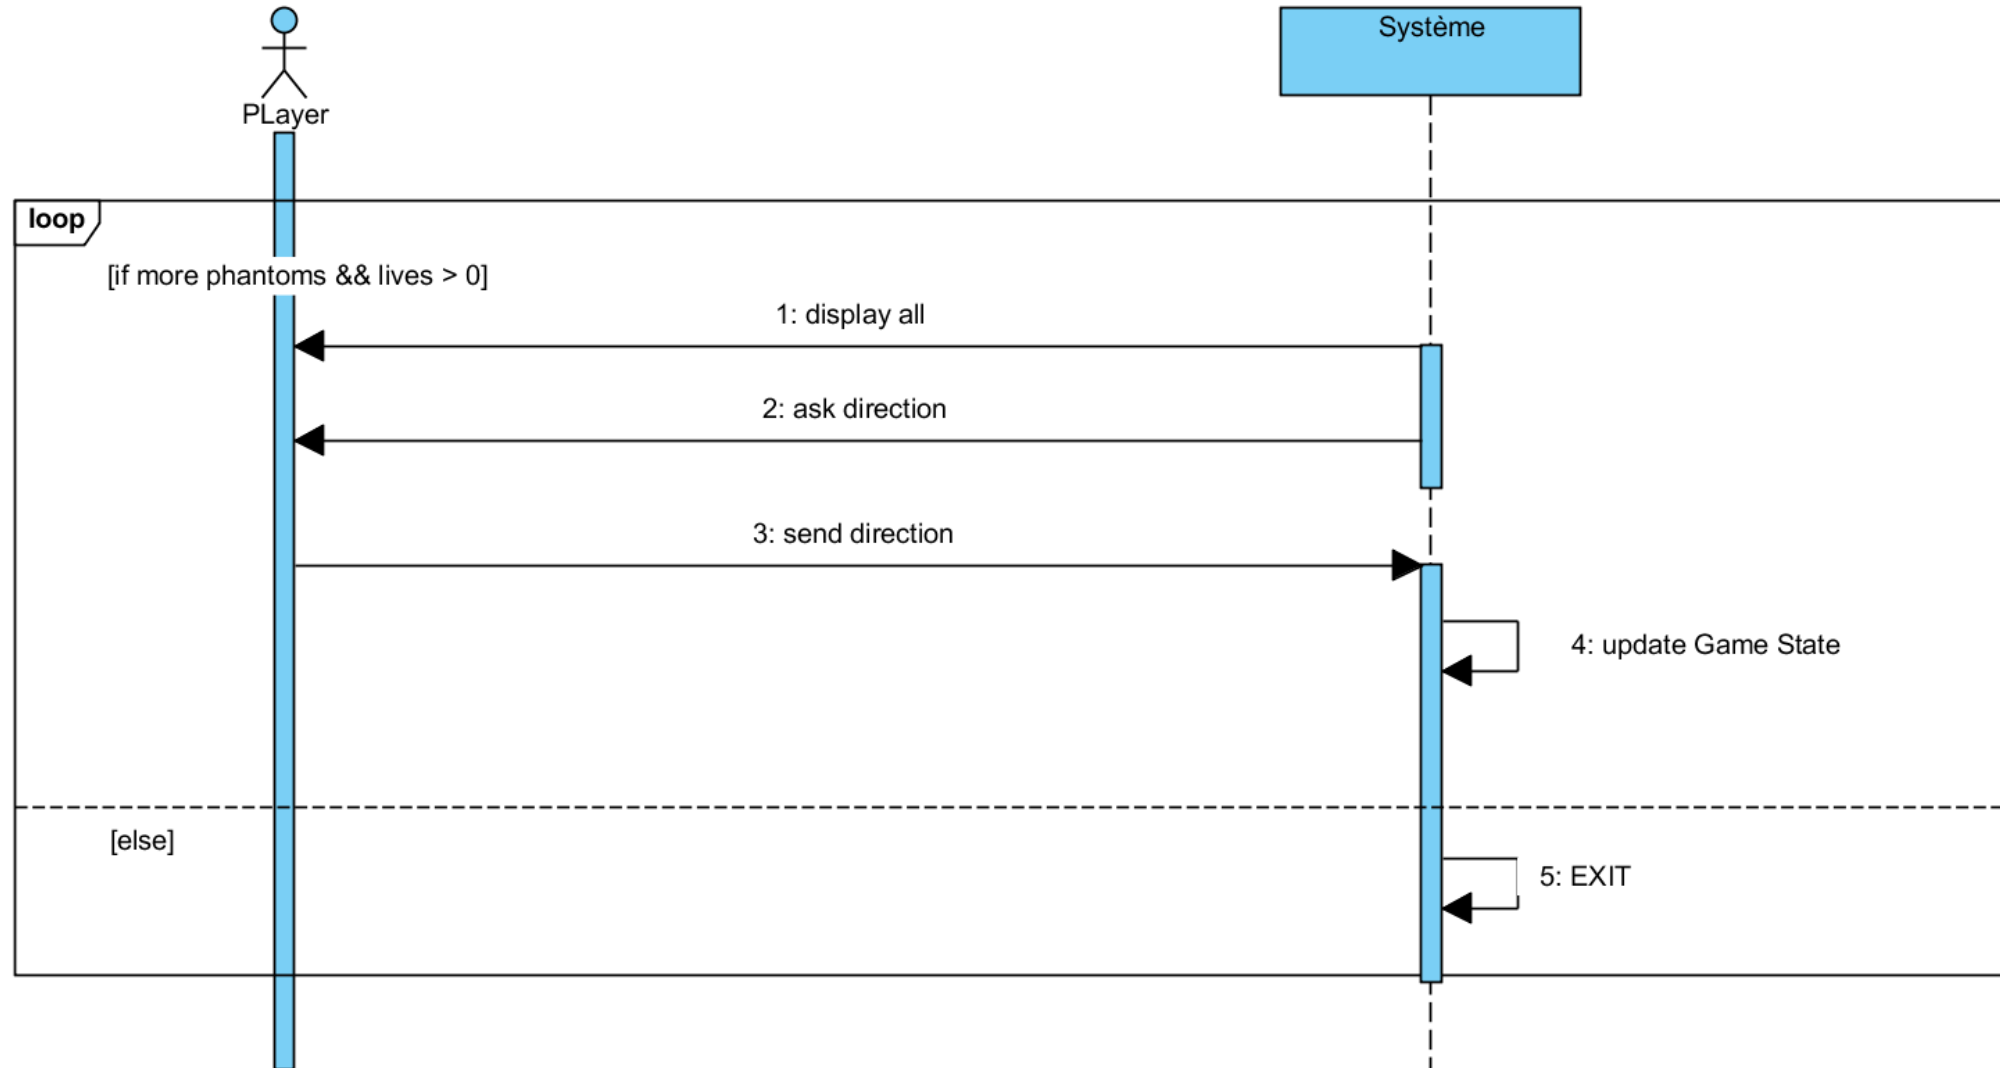 Système
PLayer
loop
[if more phantoms && lives > 0]
1: display all
2: ask direction
3: send direction
4: update Game State
[else]
5: EXIT